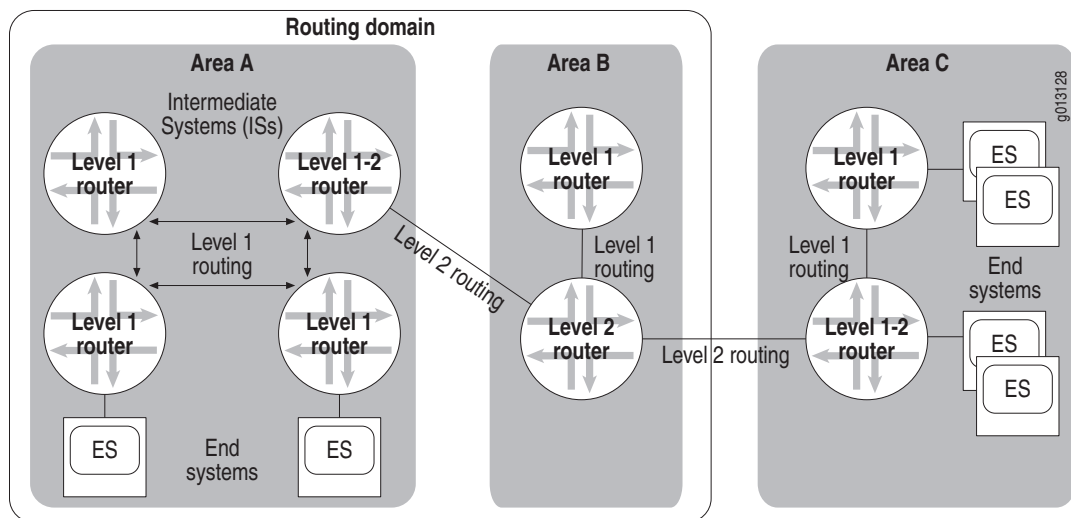 Routing domain
Area A
Area B
Area C
g013128
Intermediate
Systems (ISs)
Level 1
router
Level 1-2
router
Level 1
router
Level 1
router
ES
ES
Level 1
routing
Level 2 routing
Level 1
routing
Level 1
routing
End
systems
Level 1
router
Level 1
router
Level 2
router
Level 2 routing
Level 1-2
router
ES
ES
ES
End
systems
ES